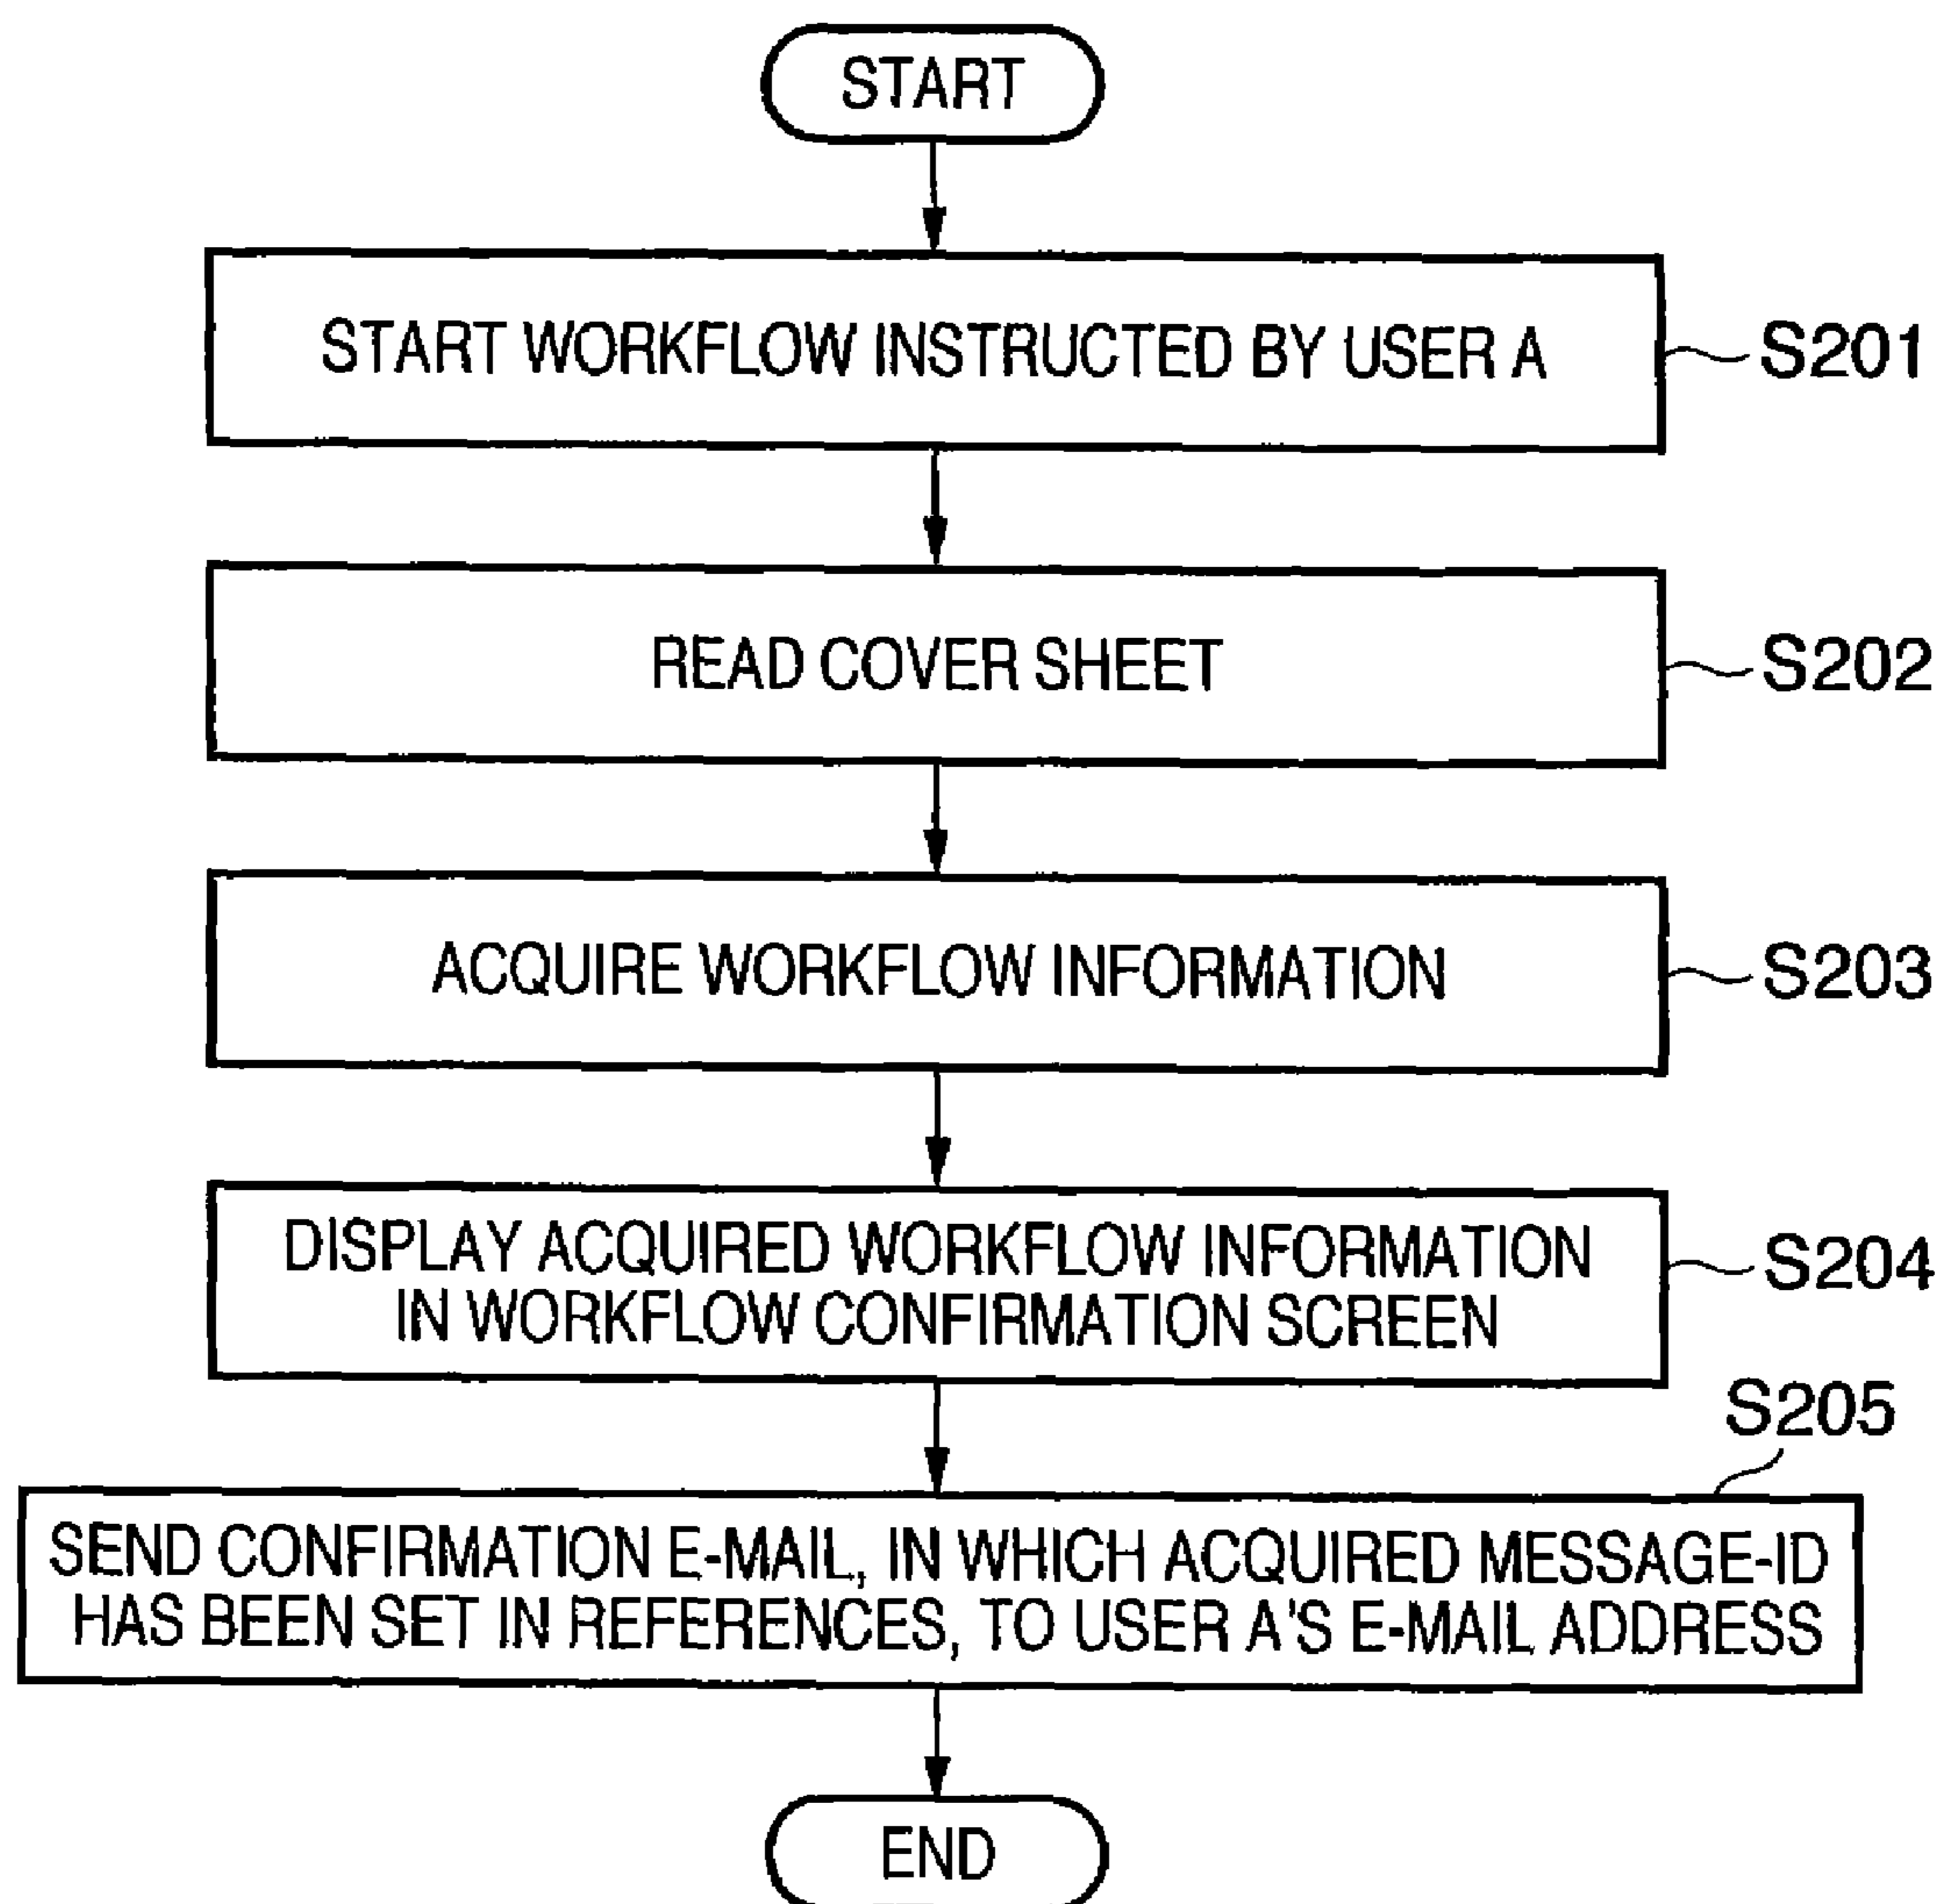 START
START WORKFLOW INSTRUCTED BY USER A
S201
READ COVER SHEET
S202
ACQUIRE WORKFLOW INFORMATION
S203
DISPLAY ACQUIRED WORKFLOW INFORMATION
IN WORKFLOW CONFIRMATION SCREEN
S204
S205
SEND CONFIRMATION E-MAIL, IN WHICH ACQUIRED MESSAGE-ID
HAS BEEN SET IN REFERENCES, TO USER A'S E-MAIL ADDRESS
END